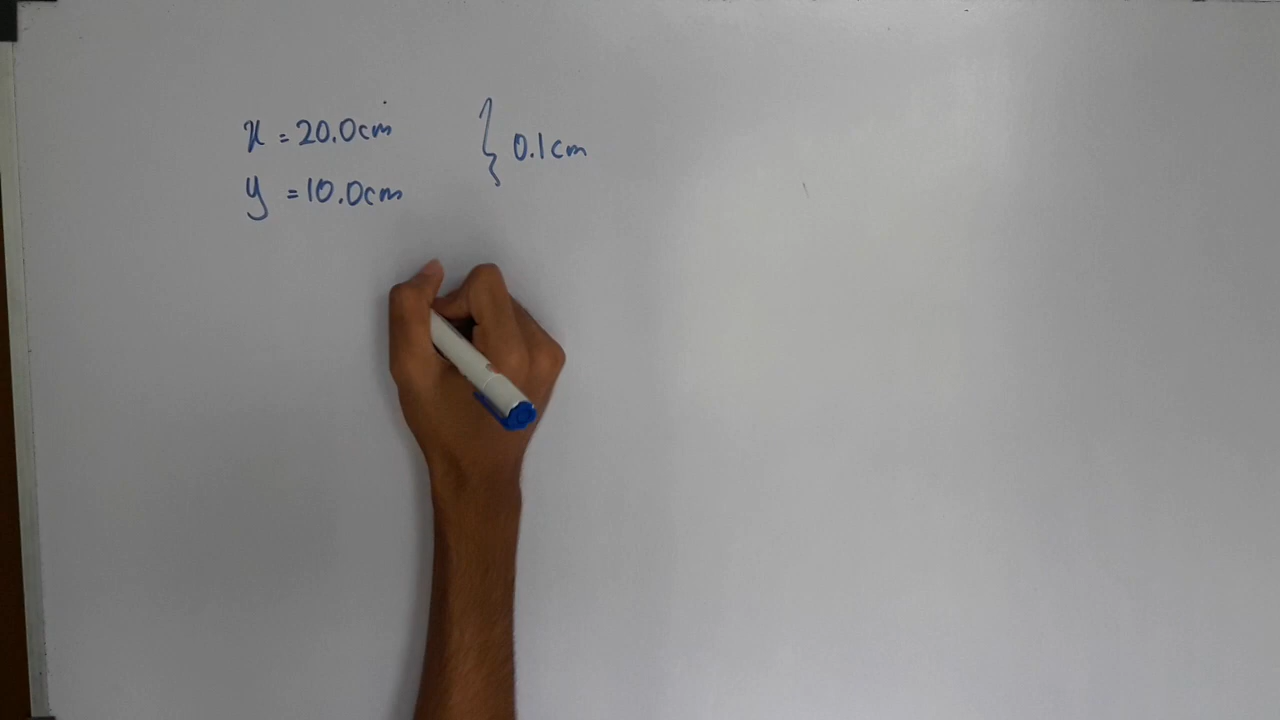 x = 20.0cm
y = 10.0cm
} 0.1cm